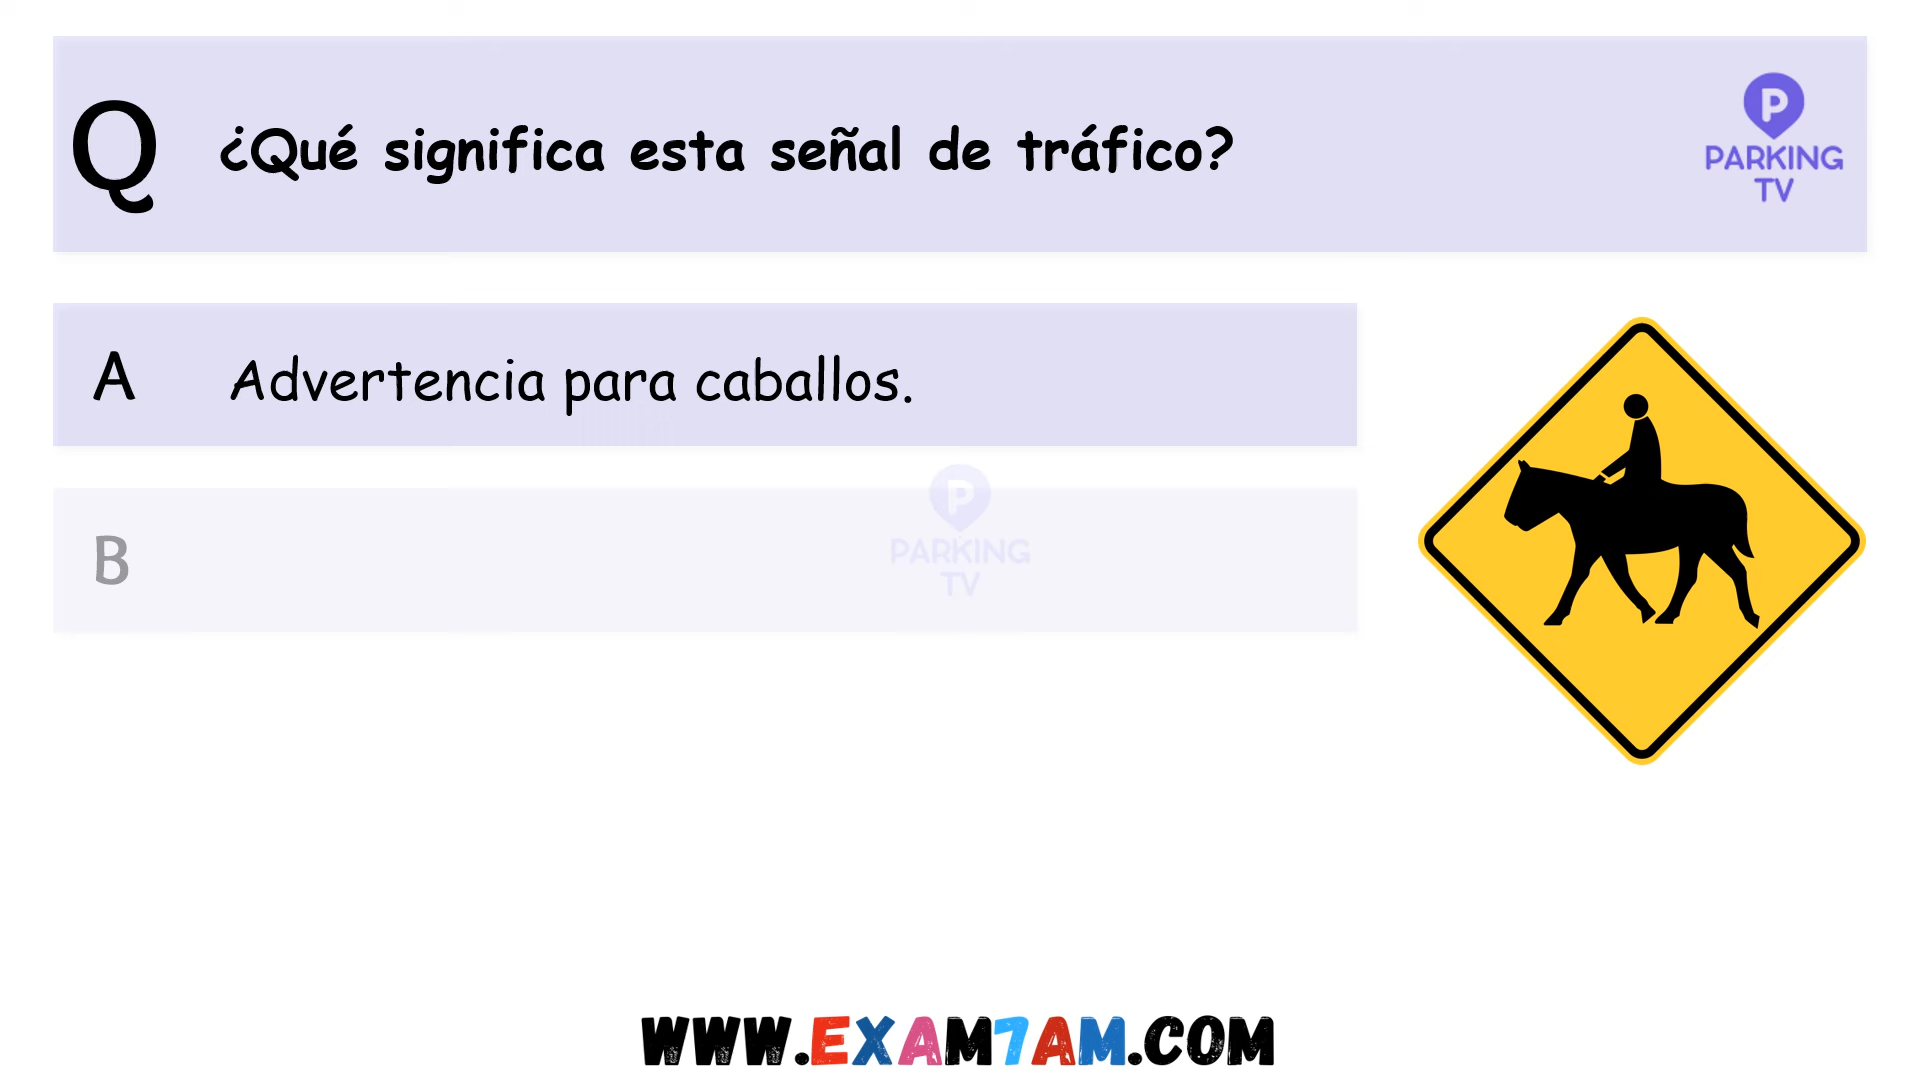 Q
¿Qué significa esta señal de tráfico?
P
PARKING
TV
A
Advertencia para caballos.
P
PARKING
TV
B
WWW.EXAM7AM.COM